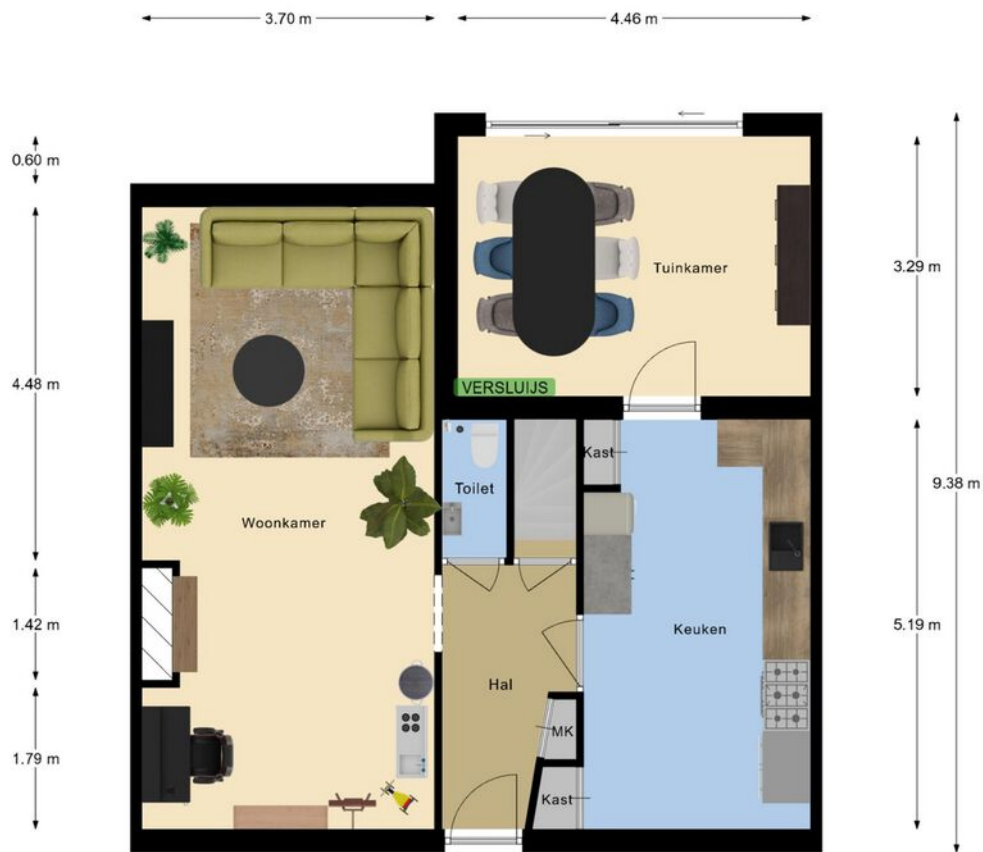 3.70 m
4.46 m
0.60 m
3.29 m
Tuinkamer
4.48 m
VERSLUIJS
Kast
9.38 m
Toilet
Woonkamer
1.42 m
5.19 m
Keuken
Hal
MK
1.79 m
Kast